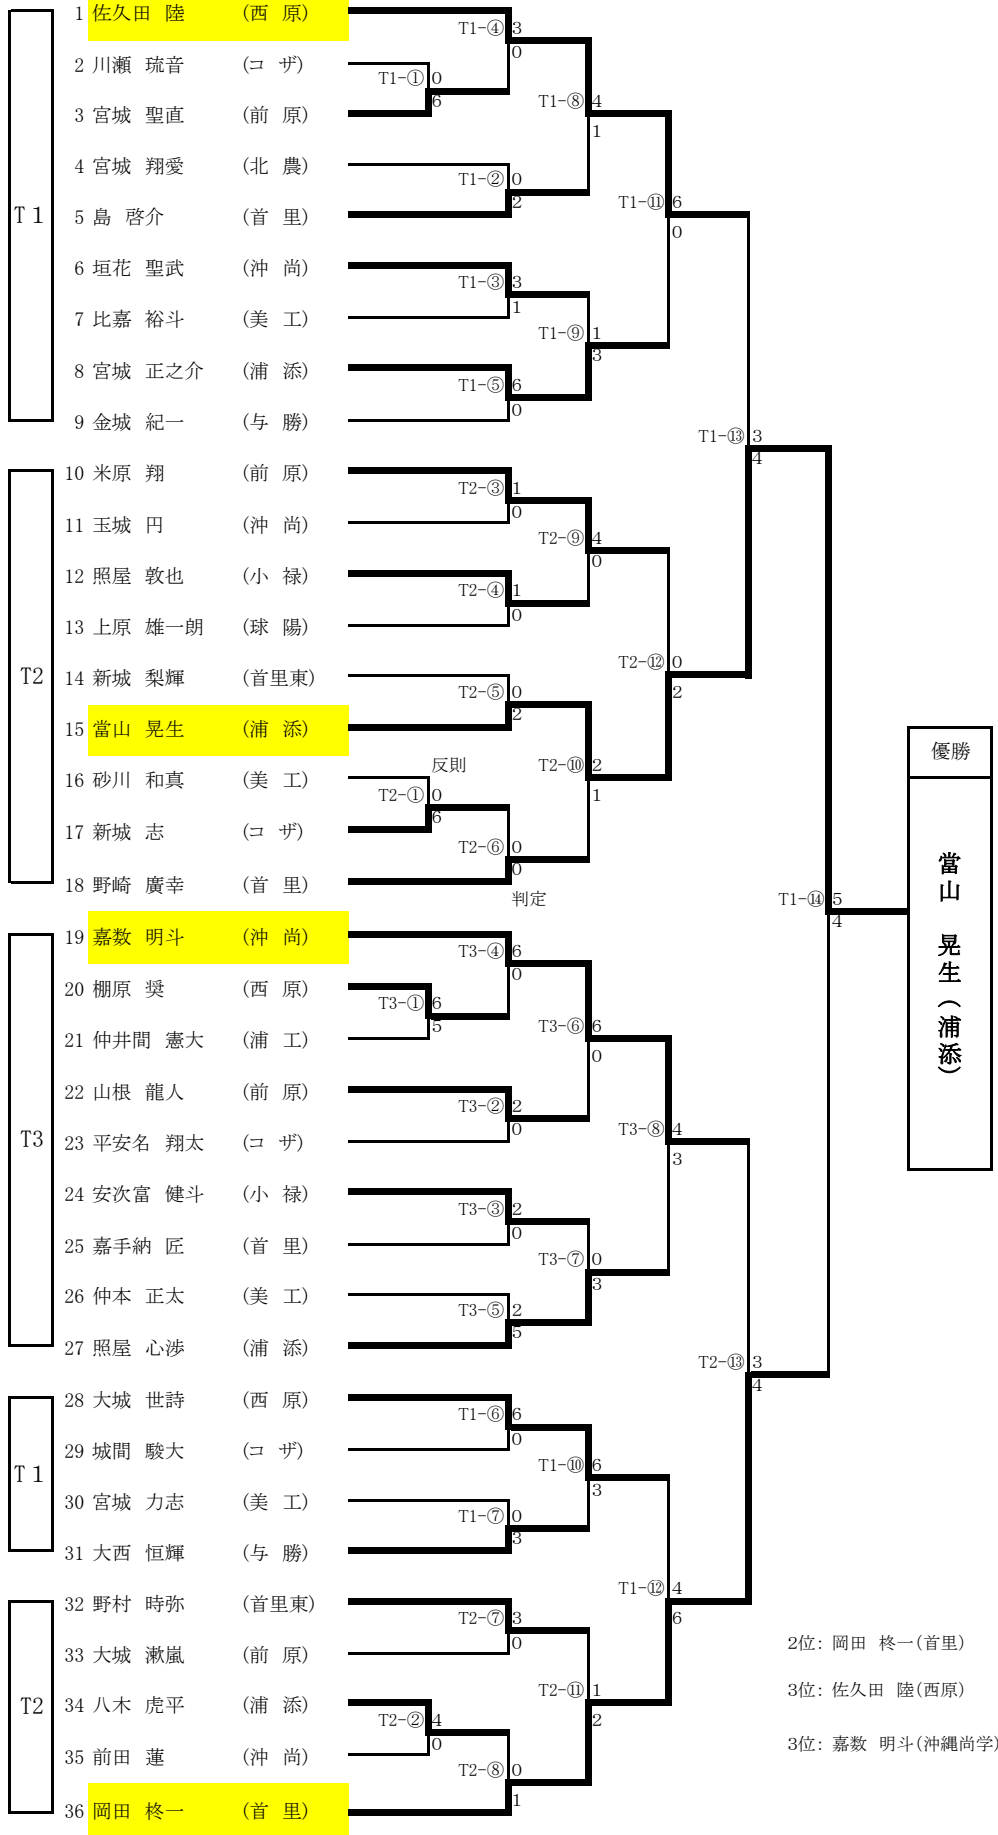 1 佐久田 陸 (西 原)
T1-④ 3
0
2 川瀬 琉音 (コ ザ)
T1-① 0
6
T1-⑧ 4
1
3 宮城 聖直 (前 原)
4 宮城 翔愛 (北 農)
T1-② 0
2
T1-⑪ 6
0
T1
5 島 啓介 (首 里)
6 垣花 聖武 (沖 尚)
T1-③ 3
1
7 比嘉 裕斗 (美 工)
T1-⑨ 1
3
8 宮城 正之介 (浦 添)
T1-⑤ 6
0
9 金城 紀一 (与 勝)
T1-⑬ 3
4
10 米原 翔 (前 原)
T2-③ 1
0
11 玉城 円 (沖 尚)
T2-⑨ 4
0
12 照屋 敦也 (小 禄)
T2-④ 1
0
13 上原 雄一朗 (球 陽)
T2-⑫ 0
2
T2
14 新城 梨輝 (首里東)
T2-⑤ 0
2
15 當山 晃生 (浦 添)
反則
T2-⑩ 2
1
16 砂川 和真 (美 工)
T2-① 0
6
17 新城 志 (コ ザ)
T2-⑥ 0
0
18 野崎 廣幸 (首 里)
判定
優勝
當山 晃生(浦添)
T1-⑭ 5
4
19 嘉数 明斗 (沖 尚)
T3-④ 6
0
20 棚原 奨 (西 原)
T3-① 6
5
T3-⑥ 6
0
21 仲井間 憲大 (浦 工)
22 山根 龍人 (前 原)
T3-② 2
0
T3-⑧ 4
3
T3
23 平安名 翔太 (コ ザ)
24 安次富 健斗 (小 禄)
T3-③ 2
0
25 嘉手納 匠 (首 里)
T3-⑦ 0
3
26 仲本 正太 (美 工)
T3-⑤ 2
5
27 照屋 心渉 (浦 添)
T2-⑬ 3
4
28 大城 世詩 (西 原)
T1-⑥ 6
0
29 城間 駿大 (コ ザ)
T1-⑩ 6
3
T1
30 宮城 力志 (美 工)
T1-⑦ 0
3
31 大西 恒輝 (与 勝)
T1-⑫ 4
6
32 野村 時弥 (首里東)
T2-⑦ 3
0
33 大城 漱嵐 (前 原)
T2-⑪ 1
2
T2
34 八木 虎平 (浦 添)
T2-② 4
0
35 前田 蓮 (沖 尚)
T2-⑧ 0
1
36 岡田 柊一 (首 里)
2位: 岡田 柊一(首里)
3位: 佐久田 陸(西原)
3位: 嘉数 明斗(沖縄尚学)